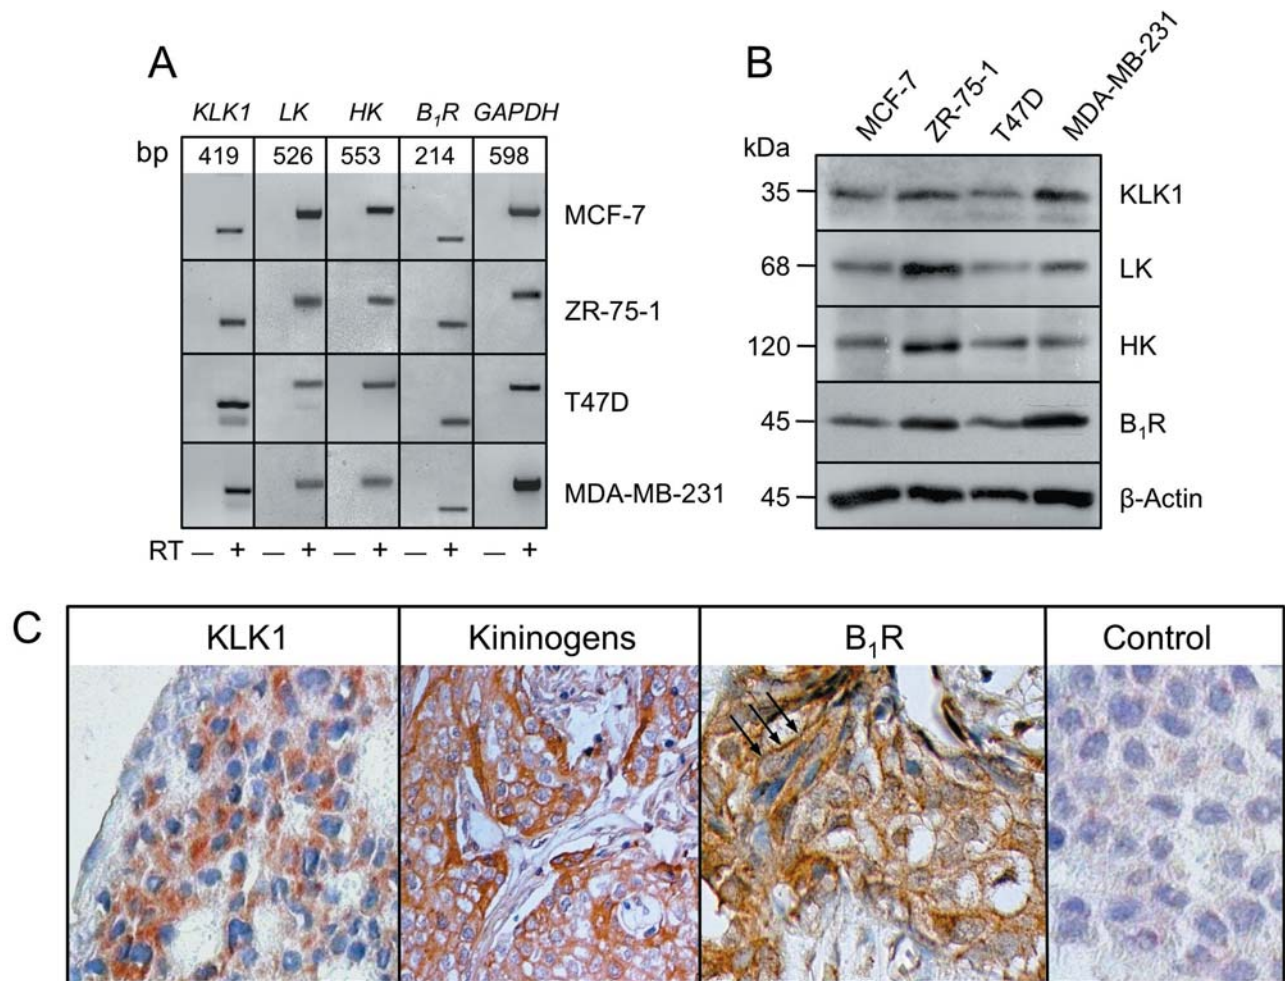 A
KLK1 LK HK B₁R GAPDH
bp 419 526 553 214 598
MCF-7
ZR-75-1
T47D
MDA-MB-231
RT — + — + — + — + — +
B
MCF-7 ZR-75-1 T47D MDA-MB-231
kDa
35 KLK1
68 LK
120 HK
45 B₁R
45 β-Actin
C
KLK1 Kininogens B₁R Control